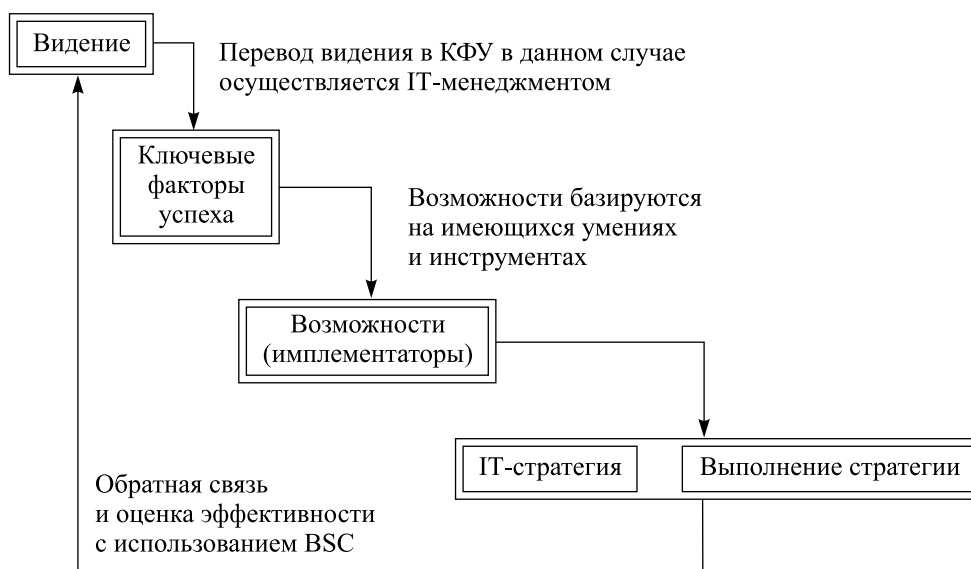 Видение
Перевод видения в КФУ в данном случае
осуществляется IT-менеджментом
Ключевые
факторы
успеха
Возможности базируются
на имеющихся умениях
и инструментах
Возможности
(имплементаторы)
IT-стратегия
Выполнение стратегии
Обратная связь
и оценка эффективности
с использованием BSC